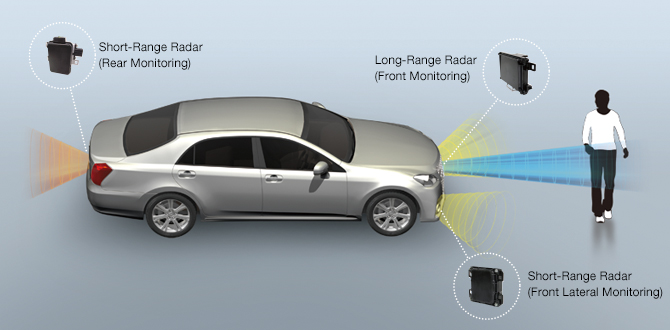 Short-Range Radar
(Rear Monitoring)
Long-Range Radar
(Front Monitoring)
Short-Range Radar
(Front Lateral Monitoring)